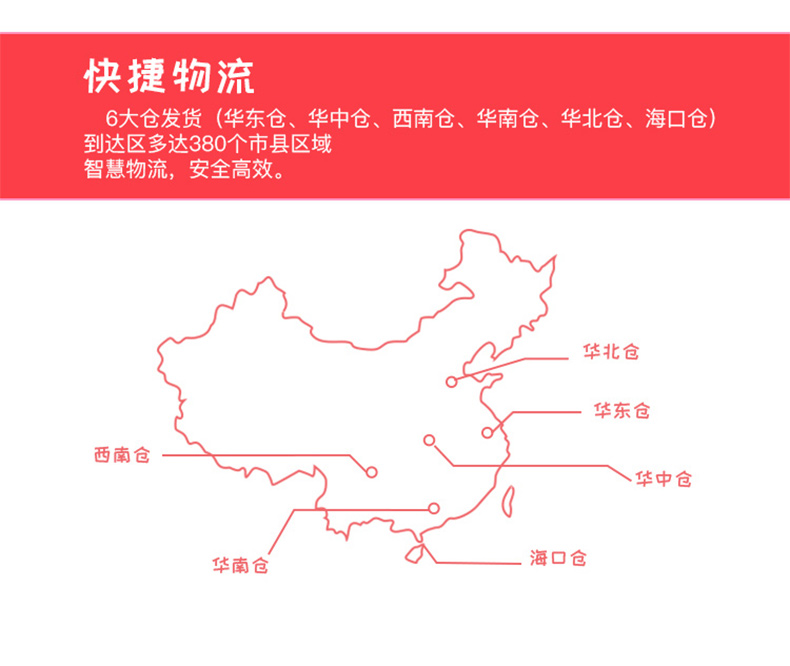 快捷物流
6大仓发货（华东仓、华中仓、西南仓、华南仓、华北仓、海口仓）
到达区多达380个市县区域
智慧物流，安全高效。
华北仓
华东仓
西南仓
华中仓
海口仓
华南仓